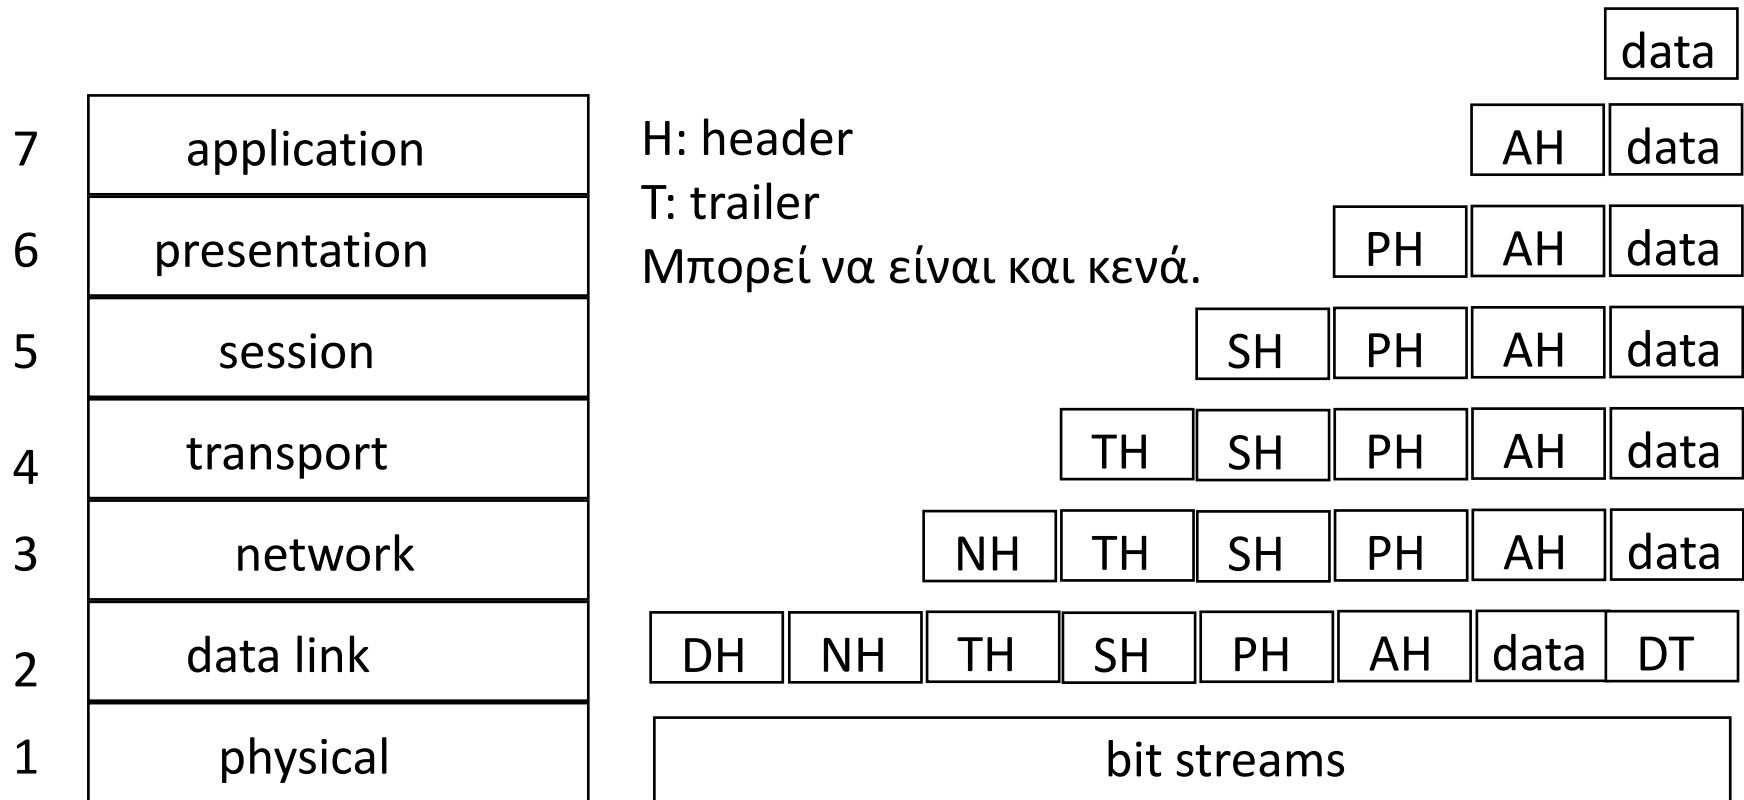 data
7 application H: header AH data
T: trailer
6 presentation Μπορεί να είναι και κενά. PH AH data
5 session SH PH AH data
4 transport TH SH PH AH data
3 network NH TH SH PH AH data
2 data link DH NH TH SH PH AH data DT
1 physical bit streams